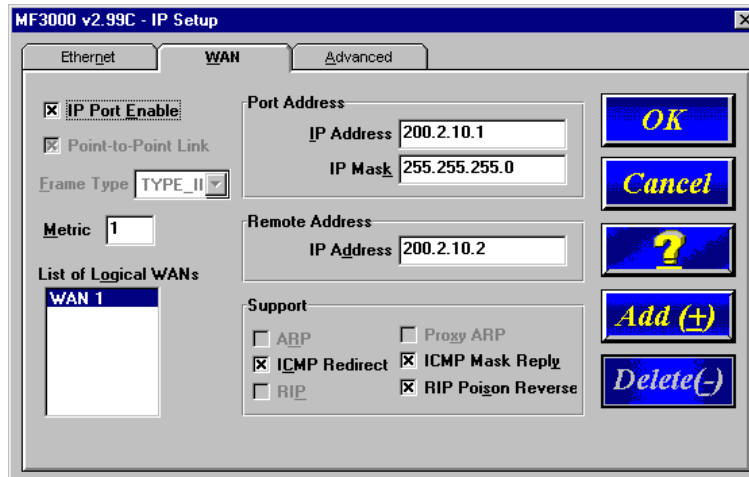 MF3000 v2.99C - IP Setup
Ethernet
WAN
Advanced
IP Port Enable
Point-to-Point Link
Frame Type TYPE_II
Metric 1
List of Logical WANs
WAN 1
Port Address
IP Address 200.2.10.1
IP Mask 255.255.255.0
Remote Address
IP Address 200.2.10.2
Support
ARP
Proxy ARP
ICMP Redirect
ICMP Mask Reply
RIP
RIP Poison Reverse
OK
Cancel
?
Add (+)
Delete(-)